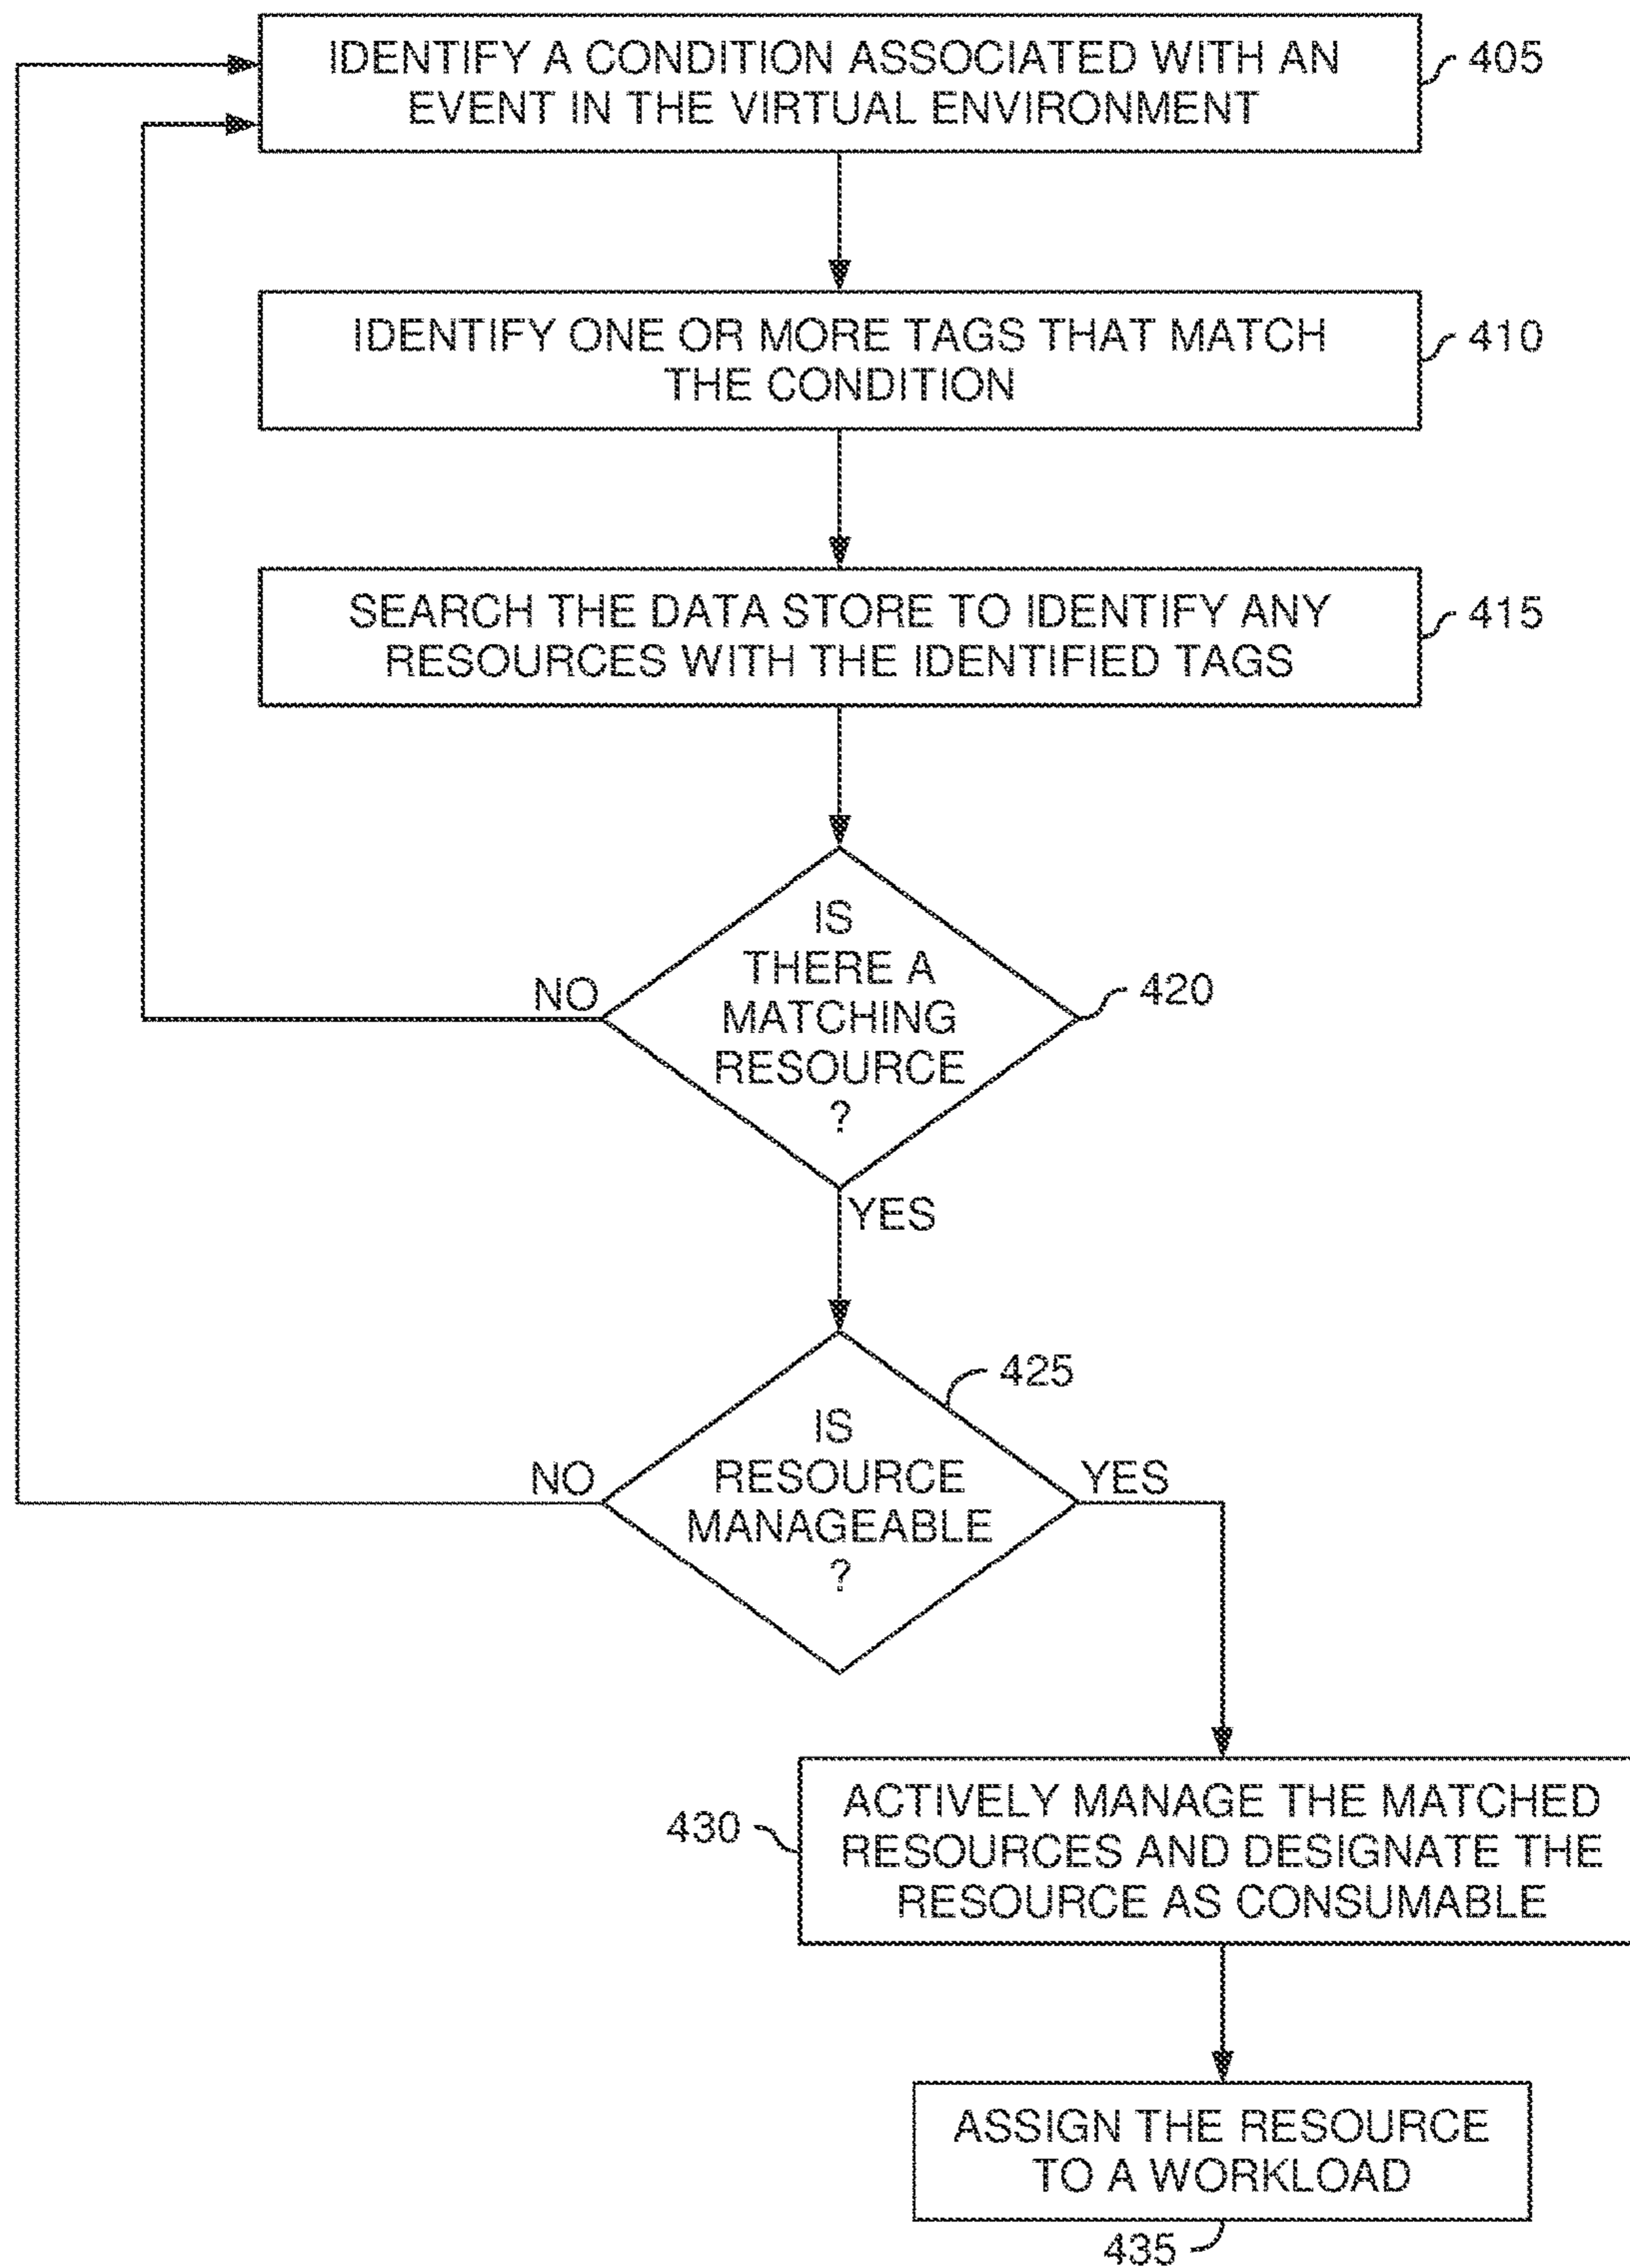 IDENTIFY A CONDITION ASSOCIATED WITH AN
EVENT IN THE VIRTUAL ENVIRONMENT
405
IDENTIFY ONE OR MORE TAGS THAT MATCH
THE CONDITION
410
SEARCH THE DATA STORE TO IDENTIFY ANY
RESOURCES WITH THE IDENTIFIED TAGS
415
IS
THERE A
MATCHING
RESOURCE
?
420
NO
YES
425
IS
RESOURCE
MANAGEABLE
?
NO
YES
430
ACTIVELY MANAGE THE MATCHED
RESOURCES AND DESIGNATE THE
RESOURCE AS CONSUMABLE
ASSIGN THE RESOURCE
TO A WORKLOAD
435